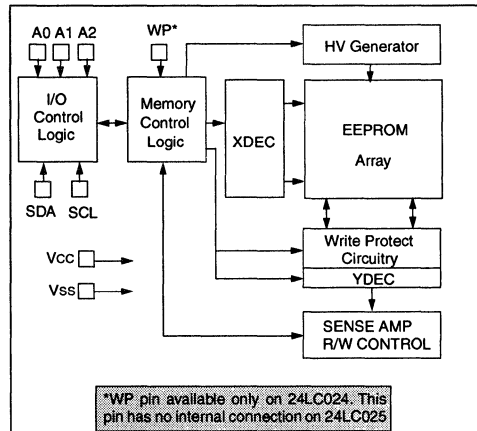 A0 A1 A2
WP*
HV Generator
I/O
Control
Logic
Memory
Control
Logic
XDEC
EEPROM
Array
SDA
SCL
Write Protect
Circuitry
YDEC
VCC
VSS
SENSE AMP
R/W CONTROL
*WP pin available only on 24LC024. This
pin has no internal connection on 24LC025